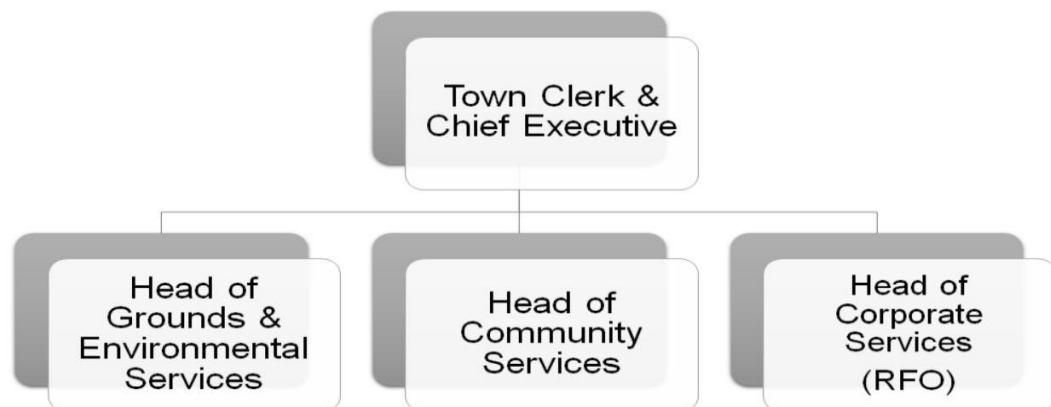 Town Clerk &
Chief Executive
Head of
Grounds &
Environmental
Services
Head of
Community
Services
Head of
Corporate
Services
(RFO)